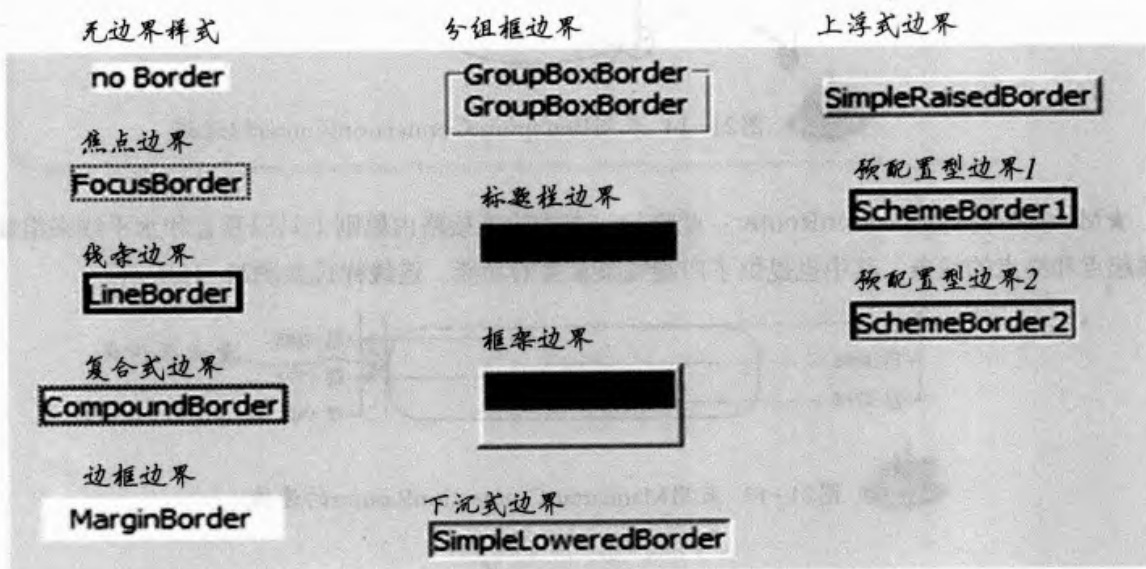 无边界样式
no Border
焦点边界
FocusBorder
线条边界
LineBorder
复合式边界
CompoundBorder
边框边界
MarginBorder
分组框边界
GroupBoxBorder
GroupBoxBorder
标题栏边界
框架边界
下沉式边界
SimpleLoweredBorder
上浮式边界
SimpleRaisedBorder
预配置型边界1
SchemeBorder1
预配置型边界2
SchemeBorder2